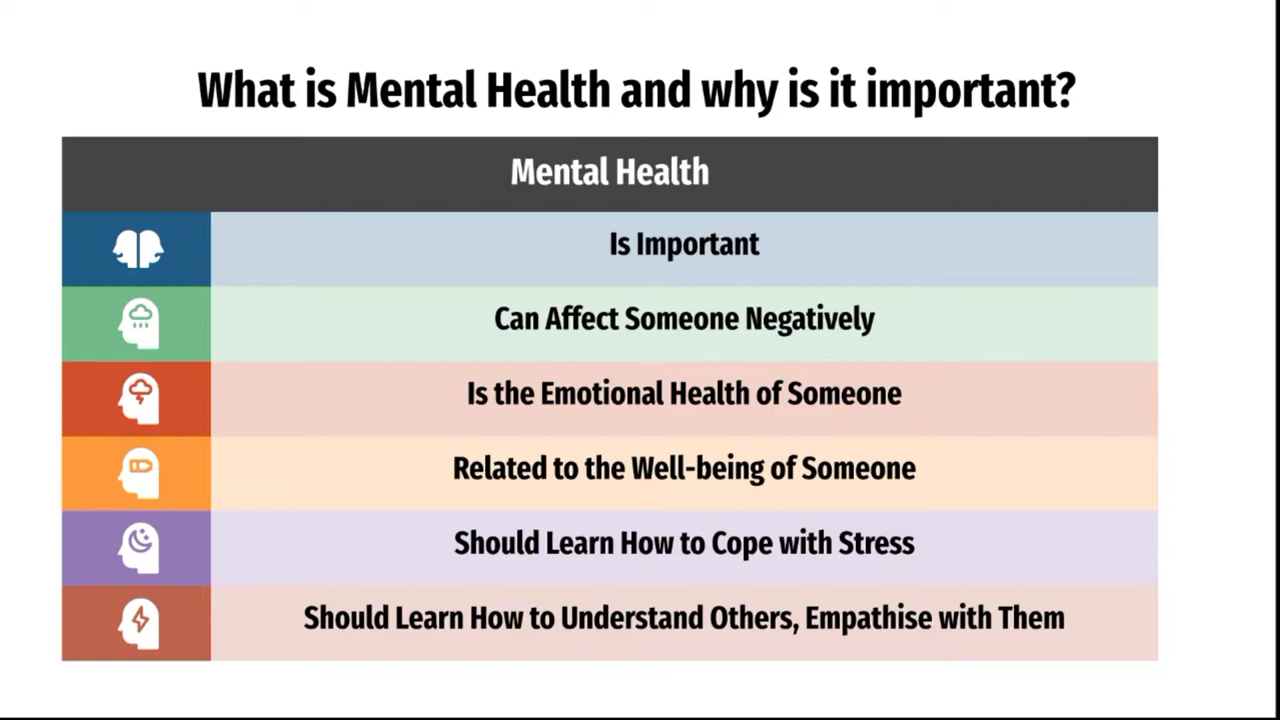 What is Mental Health and why is it important?
Mental Health
Is Important
Can Affect Someone Negatively
Is the Emotional Health of Someone
Related to the Well-being of Someone
Should Learn How to Cope with Stress
Should Learn How to Understand Others, Empathise with Them